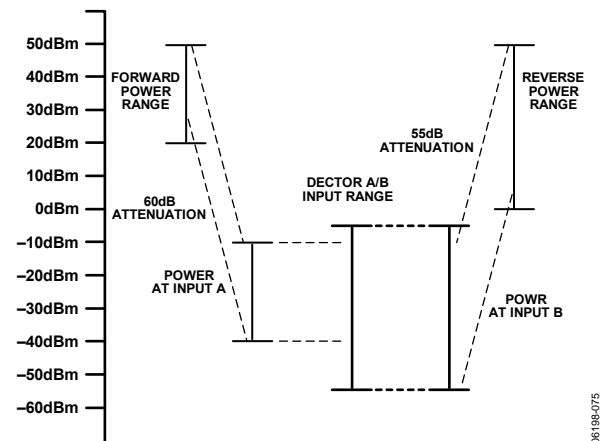 50dBm
40dBm
30dBm
20dBm
10dBm
0dBm
–10dBm
–20dBm
–30dBm
–40dBm
–50dBm
–60dBm
FORWARD
POWER
RANGE
60dB
ATTENUATION
POWER
AT INPUT A
DECTOR A/B
INPUT RANGE
55dB
ATTENUATION
REVERSE
POWER
RANGE
POWR
AT INPUT B
06198-075